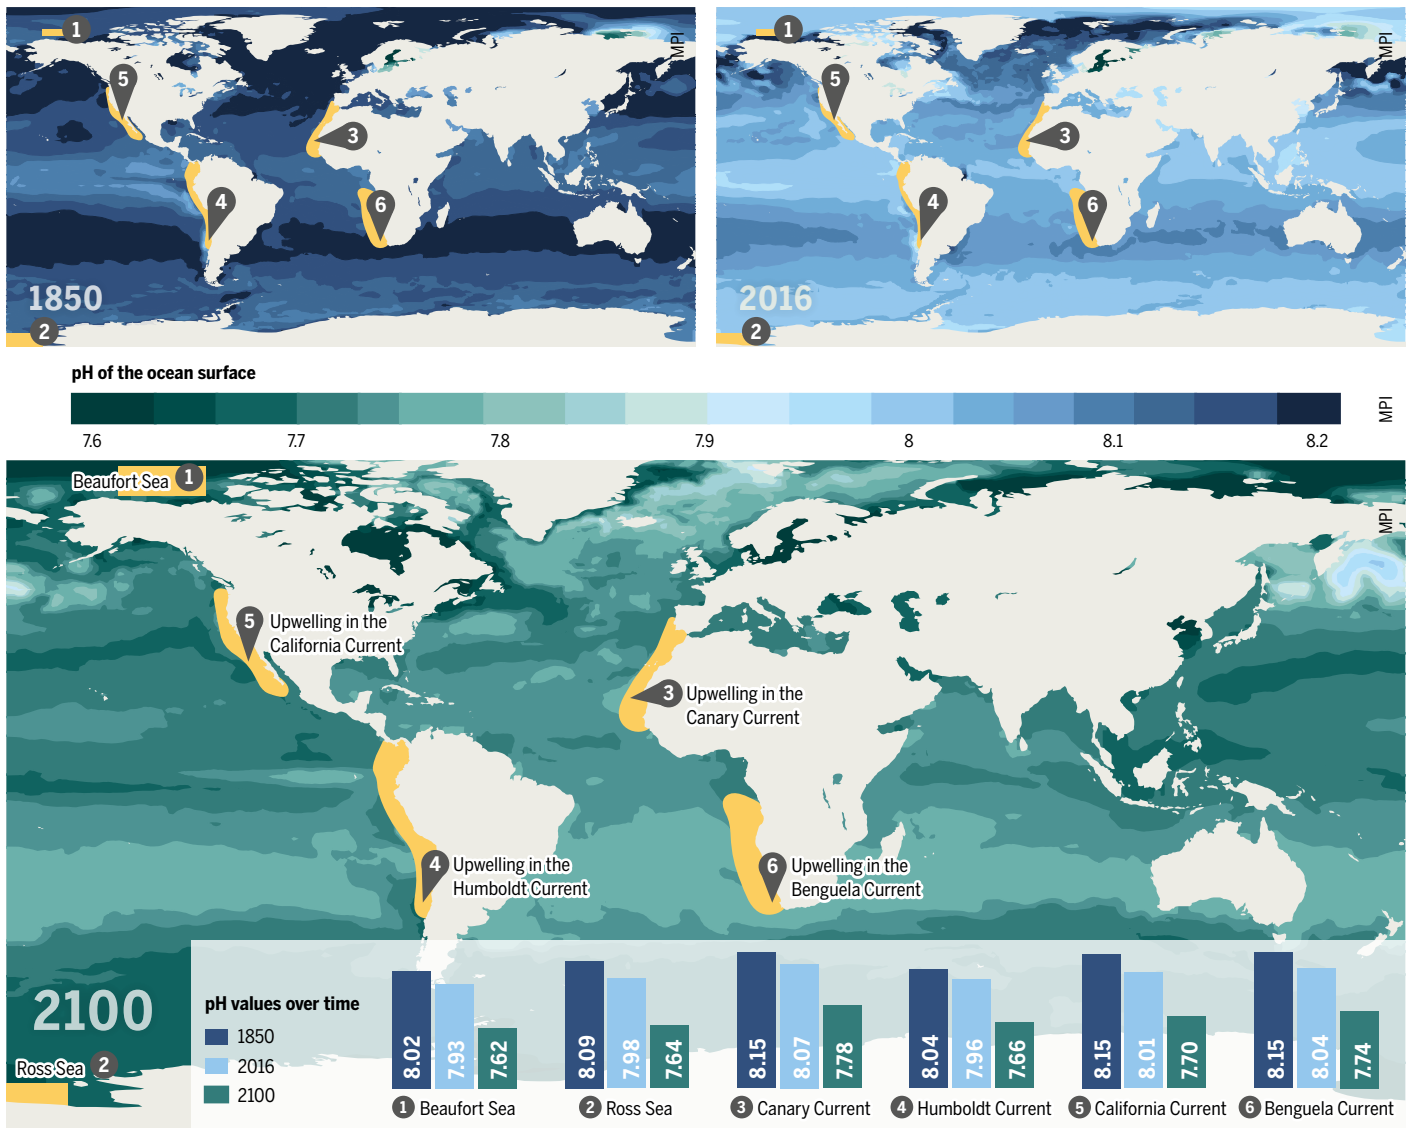 1
5
3
4
6
1850
2
MPI
1
5
3
4
6
2016
2
MPI
pH of the ocean surface
7.6 7.7 7.8 7.9 8 8.1 8.2
MPI
Beaufort Sea 1
MPI
5 Upwelling in the
California Current
3 Upwelling in the
Canary Current
4 Upwelling in the
Humboldt Current
6 Upwelling in the
Benguela Current
2100
Ross Sea 2
pH values over time
1850
2016
2100
8.02 7.93 7.62
1 Beaufort Sea
8.09 7.98 7.64
2 Ross Sea
8.15 8.07 7.78
3 Canary Current
8.04 7.96 7.66
4 Humboldt Current
8.15 8.01 7.70
5 California Current
8.15 8.04 7.74
6 Benguela Current